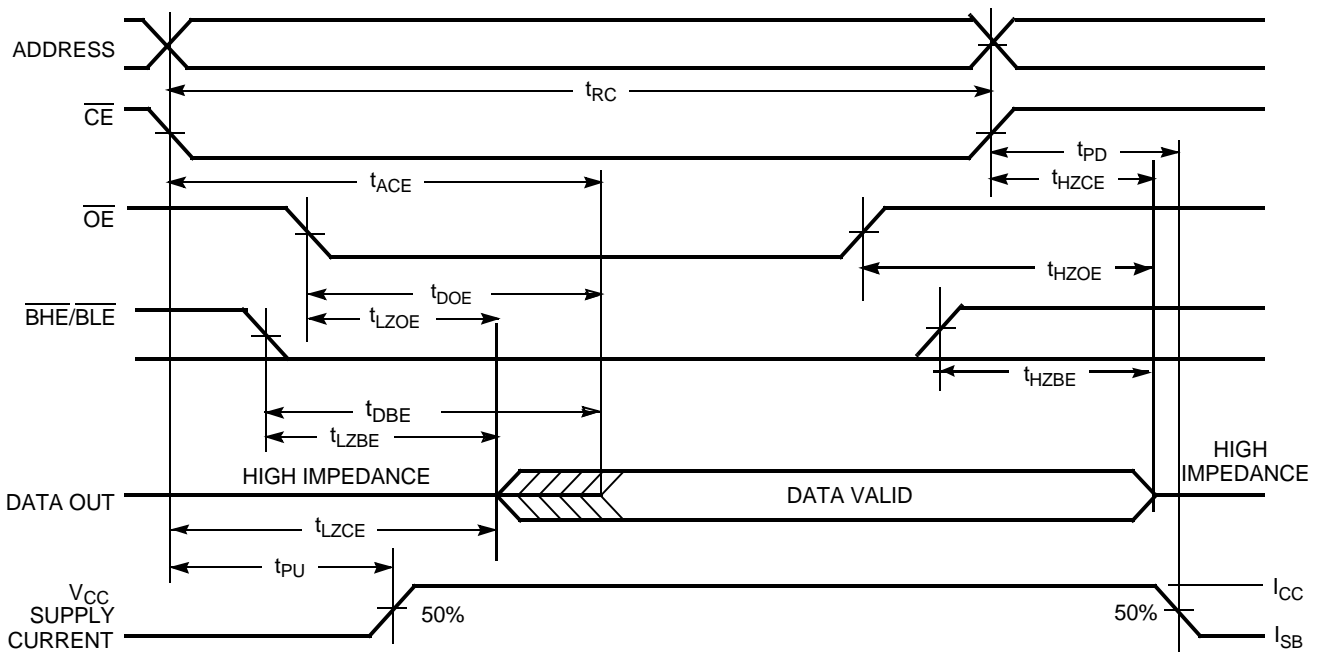 ADDRESS
tRC
CE
tPD
tACE
tHZCE
OE
tHZOE
tDOE
BHE/BLE
tLZOE
tHZBE
tDBE
tLZBE
HIGH IMPEDANCE
HIGH
IMPEDANCE
DATA OUT
DATA VALID
tLZCE
tPU
VCC
SUPPLY
CURRENT
50%
50%
ICC
ISB